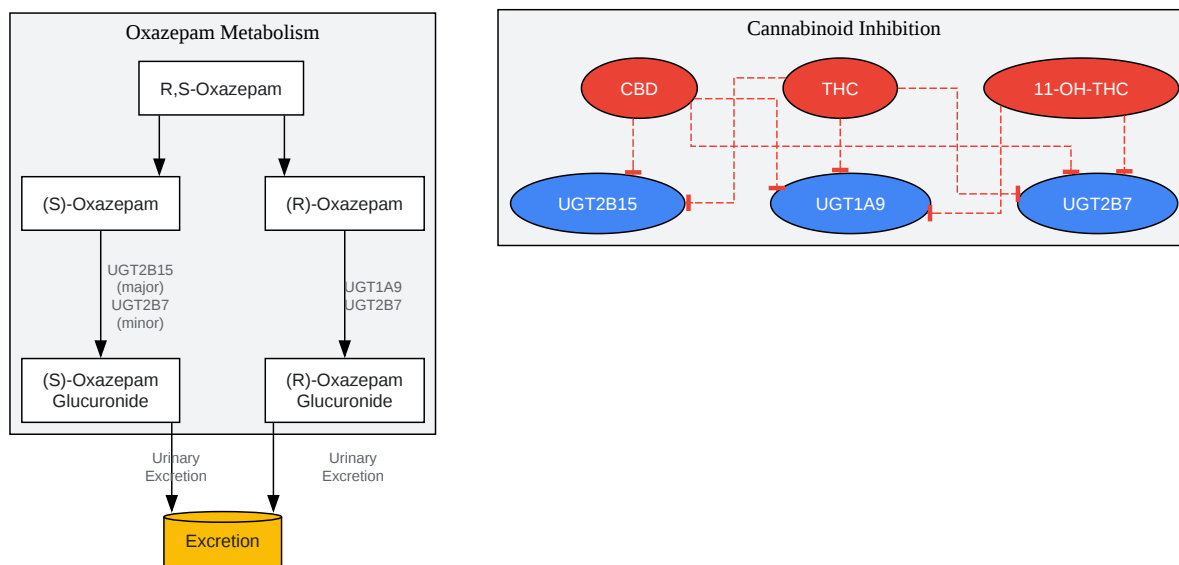 Oxazepam Metabolism
R,S-Oxazepam
(S)-Oxazepam
(R)-Oxazepam
UGT2B15
(major)
UGT2B7
(minor)
UGT1A9
UGT2B7
(S)-Oxazepam
Glucuronide
(R)-Oxazepam
Glucuronide
Urinary
Excretion
Urinary
Excretion
Excretion
Cannabinoid Inhibition
CBD
THC
11-OH-THC
UGT2B15
UGT1A9
UGT2B7